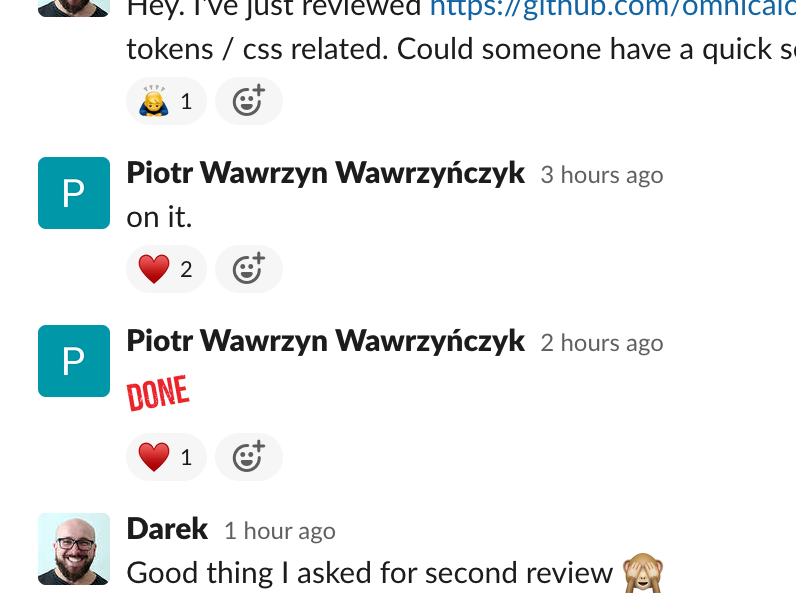 Hey. I've just reviewed https://github.com/omnicalc
tokens / css related. Could someone have a quick s
1
P
Piotr Wawrzyn Wawrzyńczyk 3 hours ago
on it.
2
P
Piotr Wawrzyn Wawrzyńczyk 2 hours ago
DONE
1
Darek 1 hour ago
Good thing I asked for second review